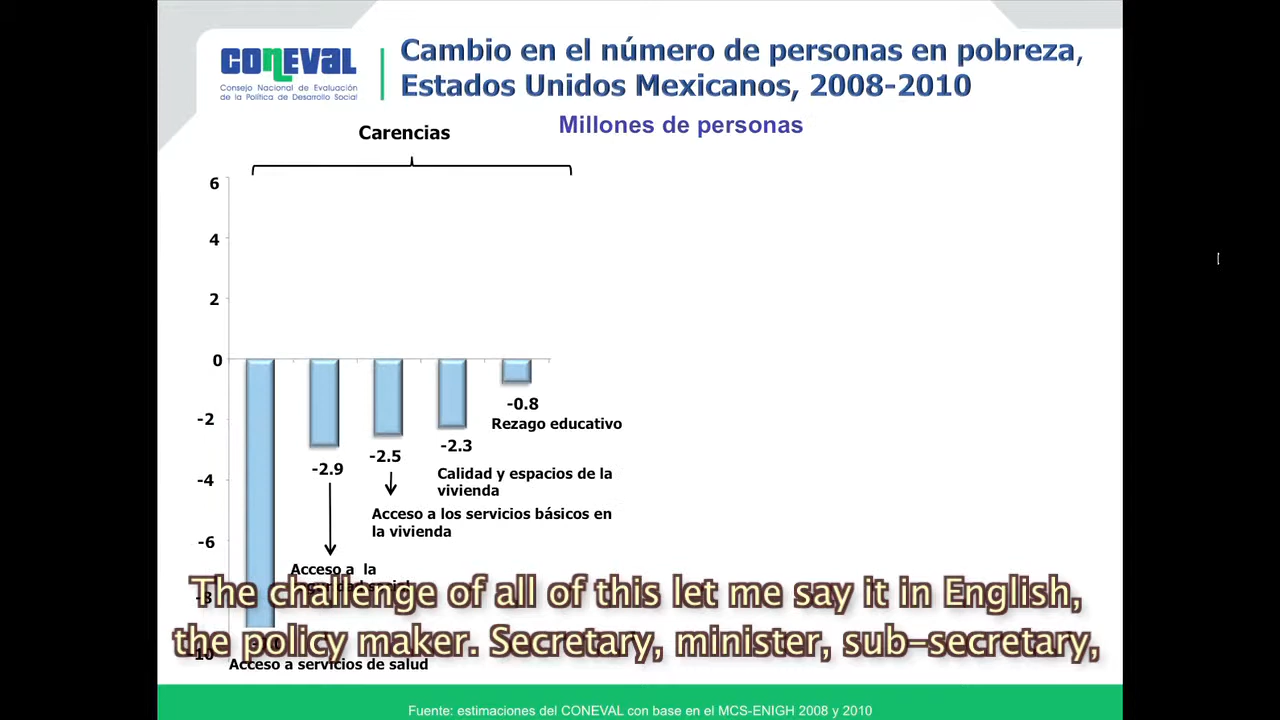 CONEVAL
Consejo Nacional de Evaluación
de la Política de Desarrollo Social
Cambio en el número de personas en pobreza,
Estados Unidos Mexicanos, 2008-2010
Millones de personas
Carencias
6
4
2
0
-2
-4
-6
-8
-0.8
Rezago educativo
-2.3
Calidad y espacios de la
vivienda
-2.5
Acceso a los servicios básicos en
la vivienda
-2.9
Acceso a la
The challenge of all of this let me say it in English,
the policy maker. Secretary, minister, sub-secretary,
Acceso a servicios de salud
Fuente: estimaciones del CONEVAL con base en el MCS-ENIGH 2008 y 2010